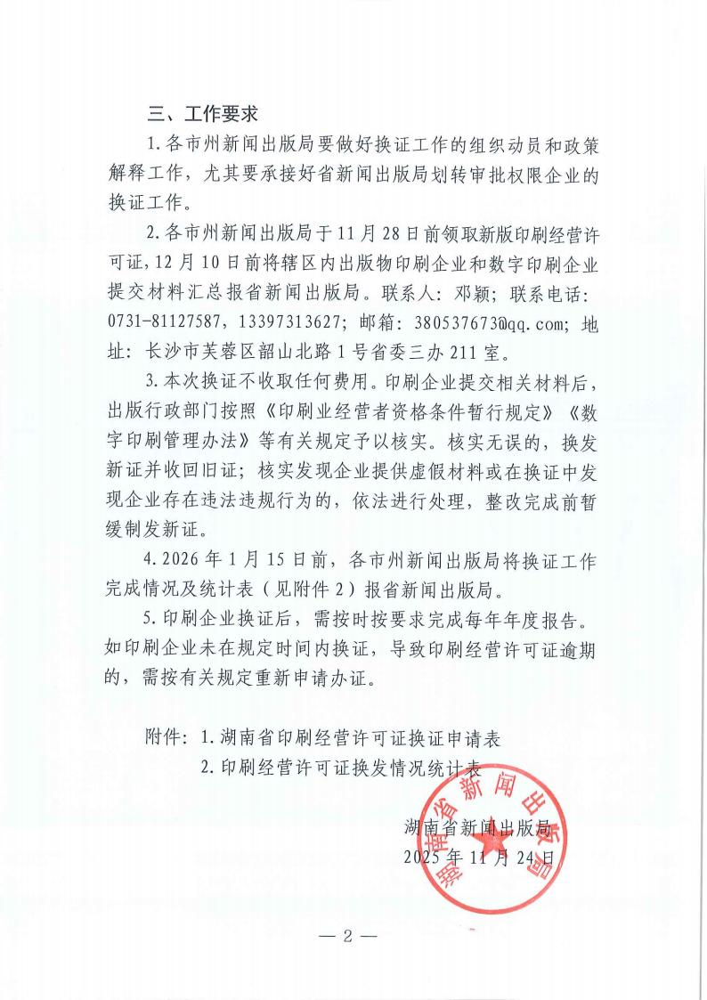 三、工作要求
1.各市州新闻出版局要做好换证工作的组织动员和政策
解释工作，尤其要承接好省新闻出版局划转审批权限企业的
换证工作。
2.各市州新闻出版局于11月28日前领取新版印刷经营许
可证,12月10日前将辖区内出版物印刷企业和数字印刷企业
提交材料汇总报省新闻出版局。联系人：邓颖；联系电话：
0731-81127587，13397313627；邮箱：380537673@qq.com；地
址：长沙市芙蓉区韶山北路1号省委三办211室。
3.本次换证不收取任何费用。印刷企业提交相关材料后，
出版行政部门按照《印刷业经营者资格条件暂行规定》《数
字印刷管理办法》等有关规定予以核实。核实无误的，换发
新证并收回旧证；核实发现企业提供虚假材料或在换证中发
现企业存在违法违规行为的，依法进行处理，整改完成前暂
缓制发新证。
4.2026年1月15日前，各市州新闻出版局将换证工作
完成情况及统计表（见附件2）报省新闻出版局。
5.印刷企业换证后，需按时按要求完成每年年度报告。
如印刷企业未在规定时间内换证，导致印刷经营许可证逾期
的，需按有关规定重新申请办证。
附件：1.湖南省印刷经营许可证换证申请表
2.印刷经营许可证换发情况统计表
湖南省新闻出版局
湖南省新闻出版局
2025年11月24日
— 2 —